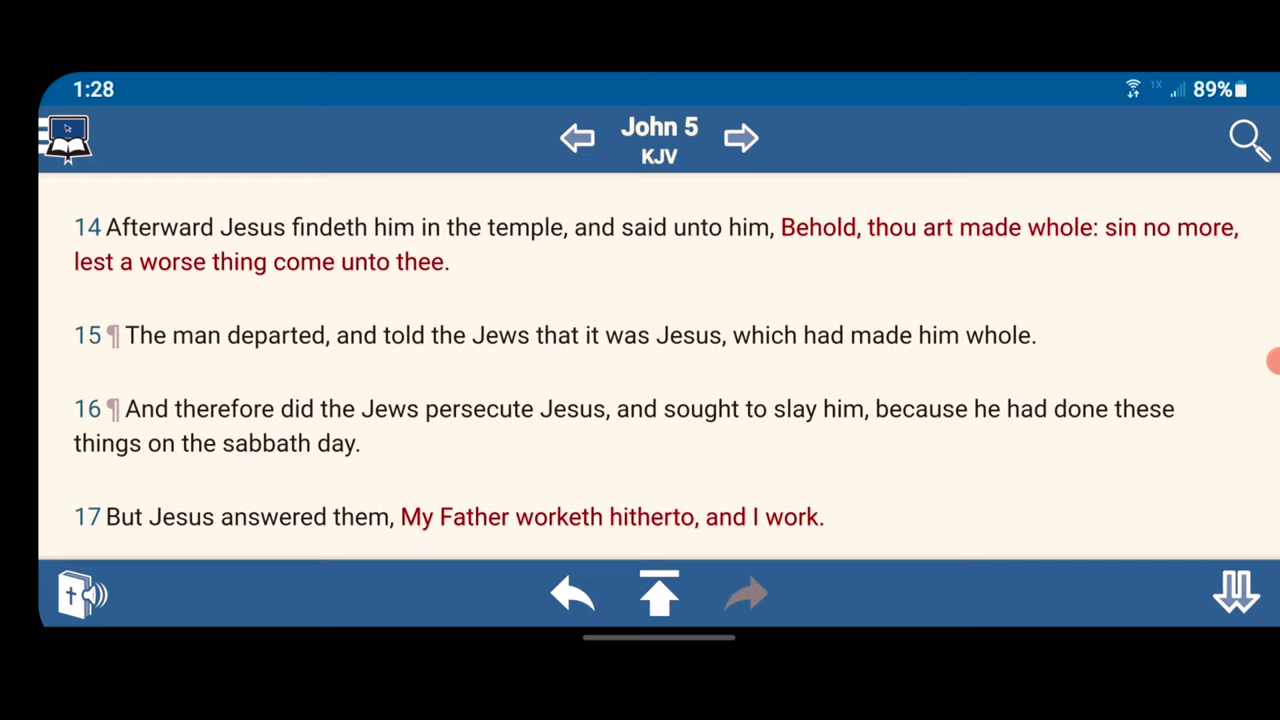 1:28
1X
89%
John 5
KJV
14 Afterward Jesus findeth him in the temple, and said unto him, Behold, thou art made whole: sin no more,
lest a worse thing come unto thee.
15 ¶ The man departed, and told the Jews that it was Jesus, which had made him whole.
16 ¶ And therefore did the Jews persecute Jesus, and sought to slay him, because he had done these
things on the sabbath day.
17 But Jesus answered them, My Father worketh hitherto, and I work.